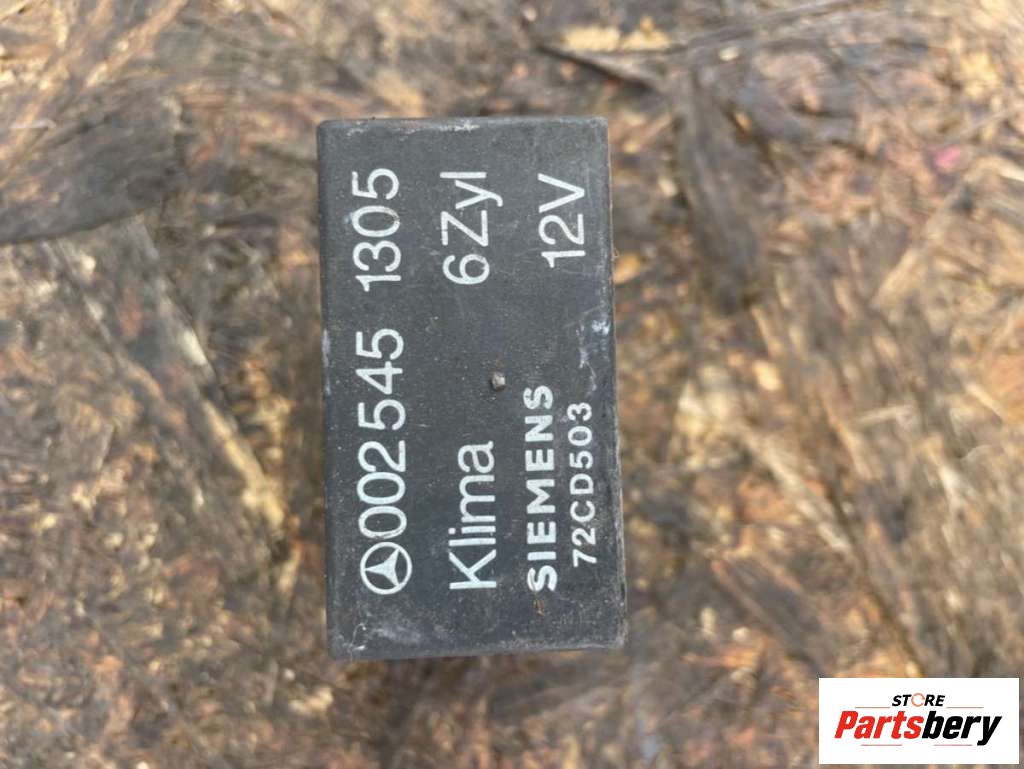 002 545 1305
Klima 6Zyl
SIEMENS 12V
72CD503
STORE
Partsbery